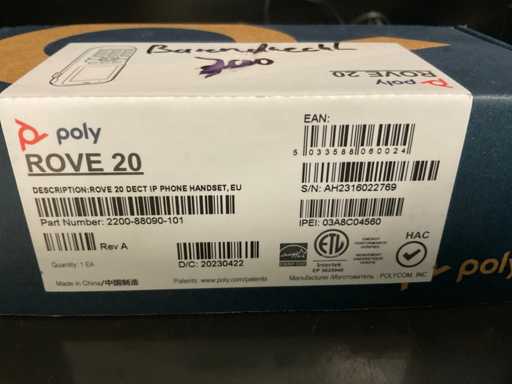 Barendrecht
200
poly
ROVE 20
poly
ROVE 20
DESCRIPTION:ROVE 20 DECT IP PHONE HANDSET, EU
Part Number: 2200-88090-101
Rev A
Quantity: 1 EA
D/C: 20230422
Made in China/中国制造
Patents: www.poly.com/patents
EAN:
5 033588 060024
S/N: AH2316022769
IPEI: 03A8C04560
ETL
Intertek
HAC
Manufacturer /Изготовитель : POLYCOM, INC
poly